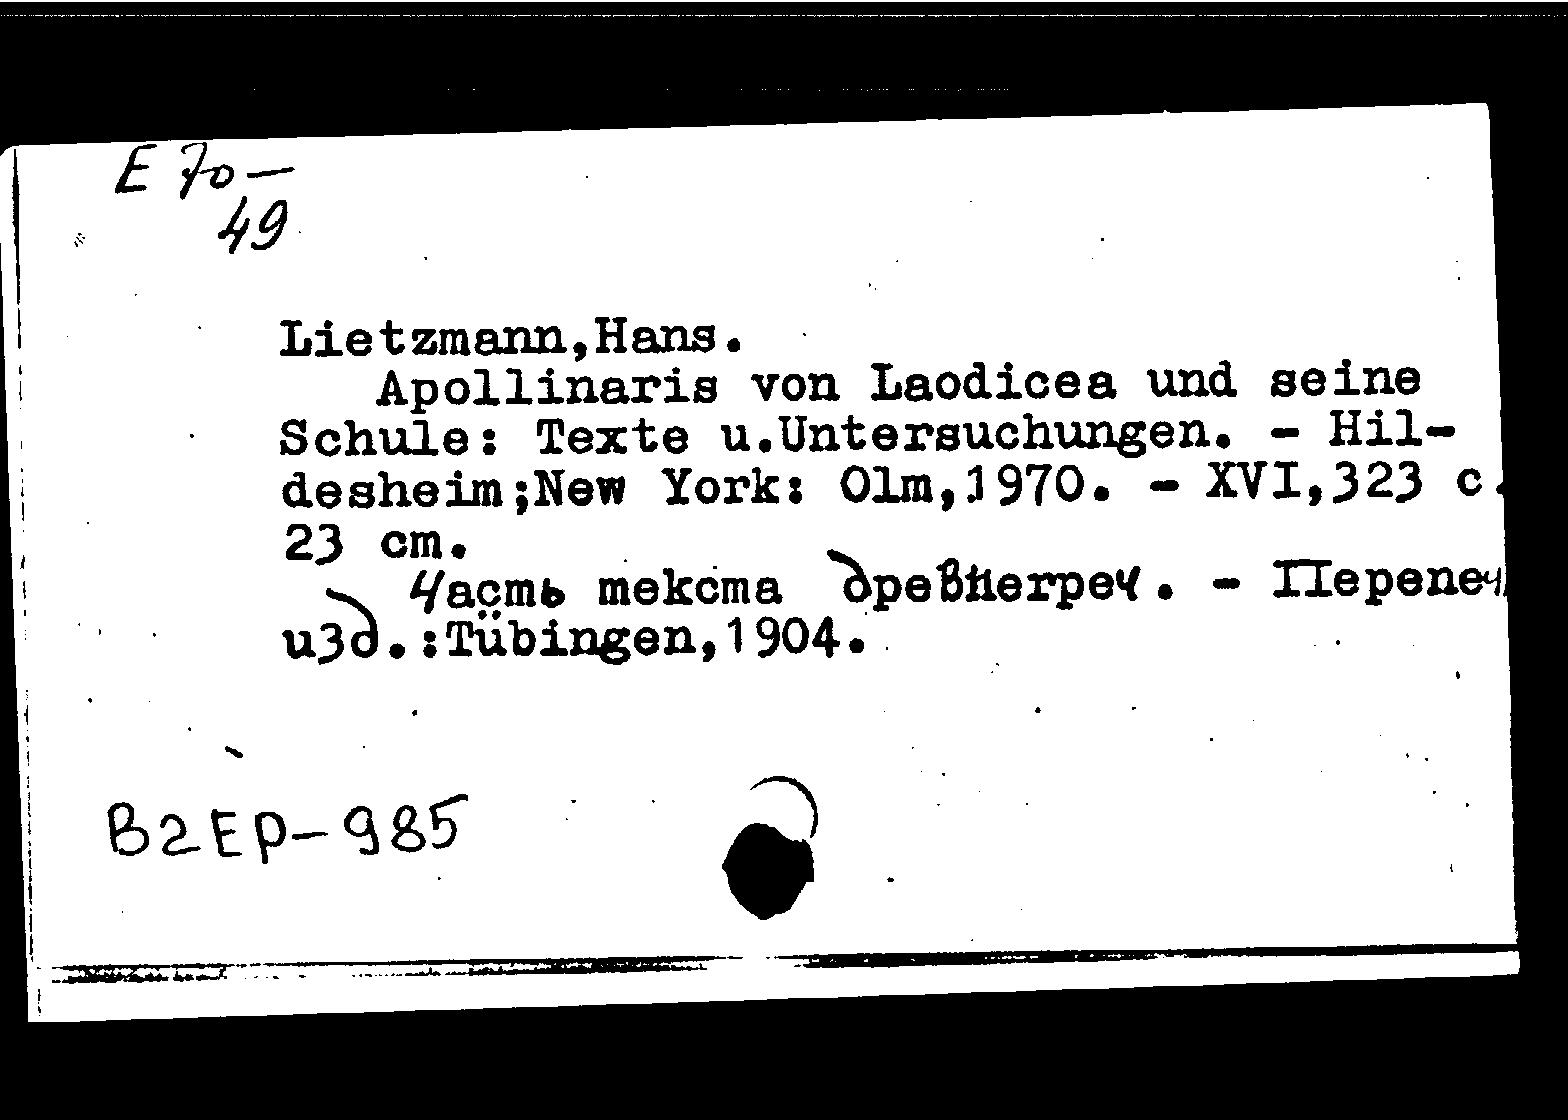 E 70—
49
Lietzmann,Hans.
Apollinaris von Laodicea und seine
Schule: Texte u.Untersuchungen. - Hil-
desheim;New York: Olm,1970. - XVI,323 с.
23 cm.
Часть текста древнегреч. - Перепеч.
изд.:Tübingen,1904.
B2EP-985